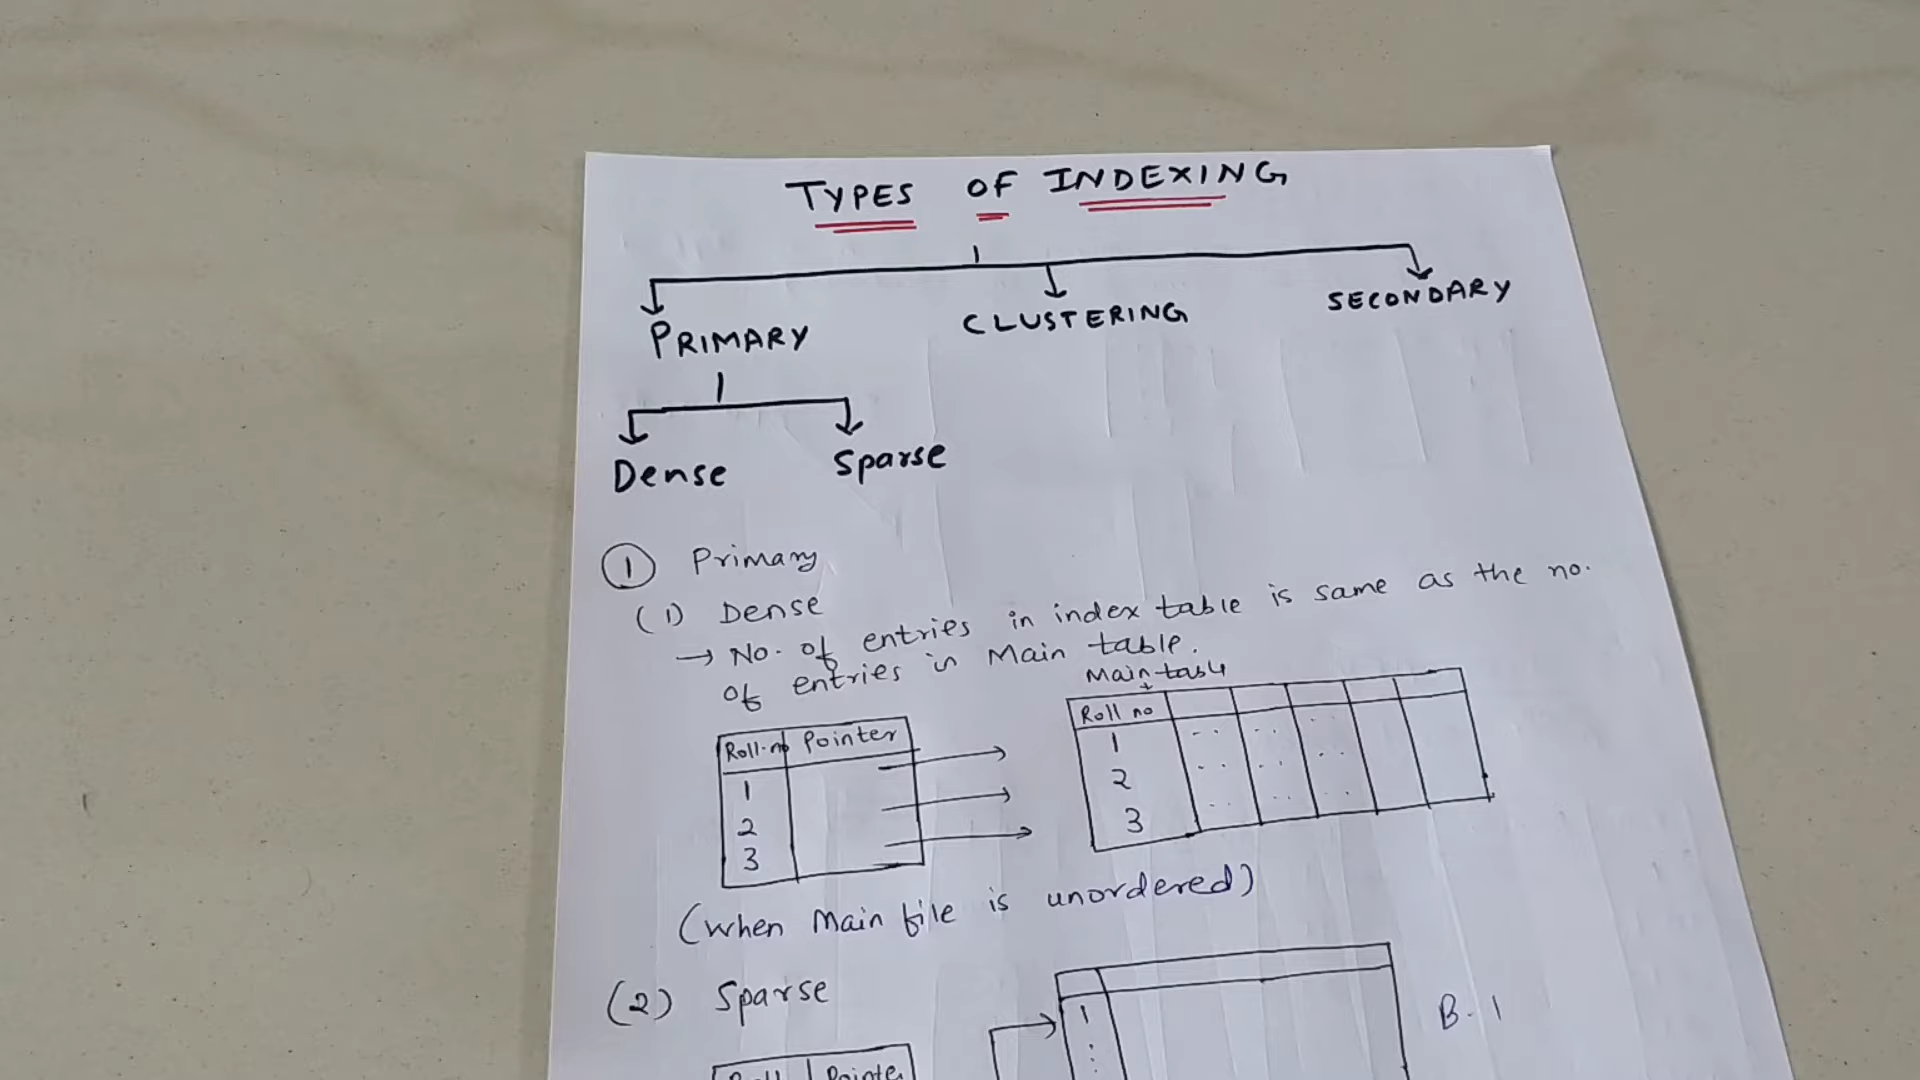 TYPES OF INDEXING
PRIMARY CLUSTERING SECONDARY
Dense Sparse
1 Primary
(1) Dense
→ No. of entries in index table is same as the no.
of entries in Main table.
Main table
Roll no Pointer
1
2
3
Roll no
1
2
3
(When Main file is unordered)
(2) Sparse
1
B-1
Roll Pointer